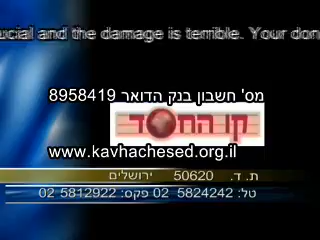 ucial and the damage is terrible. Your don
מס' חשבון בנק הדואר 8958419
קו החסד
www.kavhachesed.org.il
ת. ד. 50620 ירושלים
טל: 02 5824242 פקס: 02 5812922